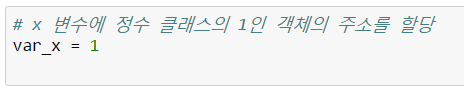 # x 변수에 정수 클래스의 1인 객체의 주소를 할당
var_x = 1